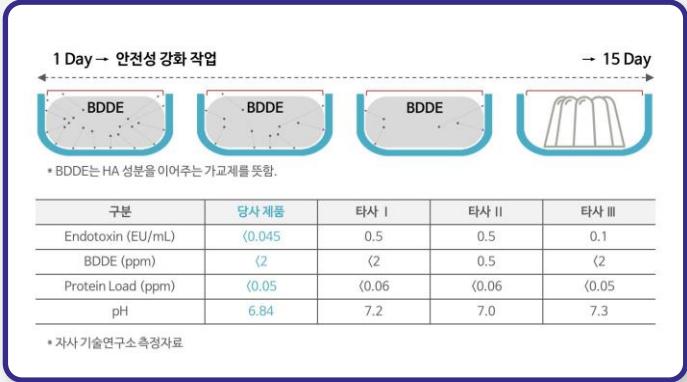 1 Day → 안전성 강화 작업 → 15 Day
BDDE BDDE BDDE
* BDDE는 HA 성분을 이어주는 가교제를 뜻함.
구분 당사 제품 타사 Ⅰ 타사 Ⅱ 타사 Ⅲ
Endotoxin (EU/mL) <0.045 0.5 0.5 0.1
BDDE (ppm) <2 <2 0.5 <2
Protein Load (ppm) <0.05 <0.06 <0.06 <0.05
pH 6.84 7.2 7.0 7.3
* 자사 기술연구소 측정자료